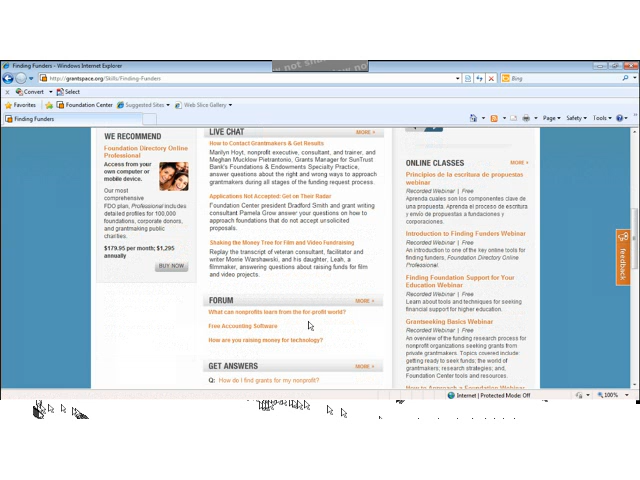 Finding Funders - Windows Internet Explorer
http://grantspace.org/Skills/Finding-Funders
Bing
Convert Select
Favorites Foundation Center Suggested Sites Web Slice Gallery
Finding Funders
Page Safety Tools
WE RECOMMEND
Foundation Directory Online
Professional
Access from your
own computer or
mobile device.
Our most
comprehensive
FDO plan, Professional includes
detailed profiles for 100,000
foundations, corporate donors,
and grantmaking public
charities.
$179.95 per month; $1,295
annually
BUY NOW
LIVE CHAT MORE
How to Contact Grantmakers & Get Results
Marilyn Hoyt, nonprofit executive, consultant, and trainer, and
Meghan Mucklew Pietrantonio, Grants Manager for SunTrust
Bank's Foundations & Endowments Specialty Practice,
answer questions about the right and wrong ways to approach
grantmakers during all stages of the funding request process.
Applications Not Accepted: Get on Their Radar
Foundation Center president Bradford Smith and grant writing
consultant Pamela Grow answer your questions on how to
approach foundations that do not accept unsolicited
proposals.
Shaking the Money Tree for Film and Video Fundraising
Replay the transcript of veteran consultant, facilitator and
writer Morrie Warshawski, and his daughter, Leah, a
filmmaker, answering questions about raising funds for film
and video projects.
FORUM MORE
What can nonprofits learn from the for-profit world?
Free Accounting Software
How are you raising money for technology?
GET ANSWERS MORE
Q: How do I find grants for my nonprofit?
ONLINE CLASSES MORE
Principios de la escritura de propuestas
webinar
Recorded Webinar | Free
Aprenda cuales son los componentes clave de
una propuesta. Aprenda el proceso de escritura
y envío de propuestas a fundaciones y
corporaciones.
Introduction to Finding Funders Webinar
Recorded Webinar | Free
An introduction to one of the key online tools for
finding funders, Foundation Directory Online
Professional.
Finding Foundation Support for Your
Education Webinar
Recorded Webinar | Free
Learn about tools and techniques for seeking
financial support for higher education.
Grantseeking Basics Webinar
Recorded Webinar | Free
An overview of the funding research process for
nonprofit organizations seeking grants from
private grantmakers. Topics covered include:
getting ready to seek funds; the world of
grantmakers; research strategies; and,
Foundation Center tools and resources.
How to Approach a Foundation Webinar
feedback
Internet | Protected Mode: Off
100%